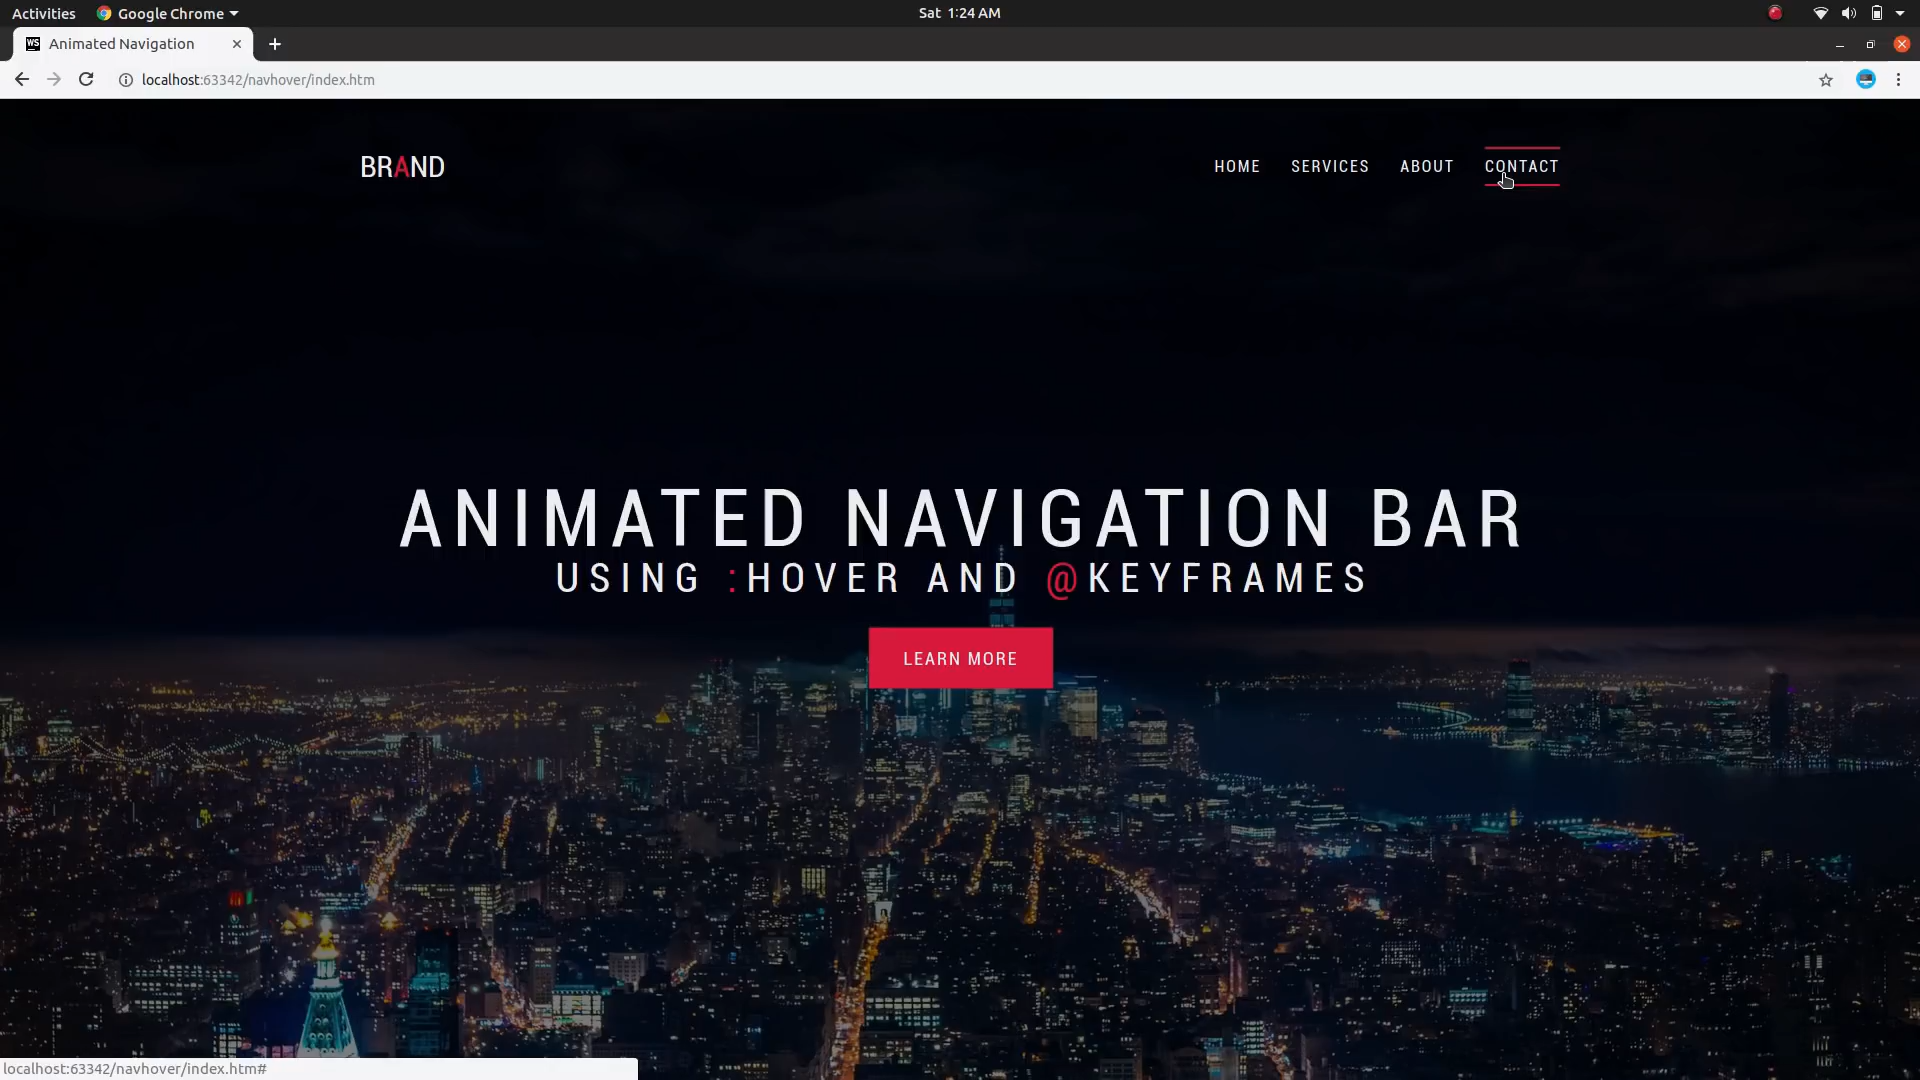 Activities
Google Chrome
Sat 1:24 AM
WS
Animated Navigation
localhost:63342/navhover/index.htm
BRAND
HOME
SERVICES
ABOUT
CONTACT
ANIMATED NAVIGATION BAR
USING :HOVER AND @KEYFRAMES
LEARN MORE
localhost:63342/navhover/index.htm#